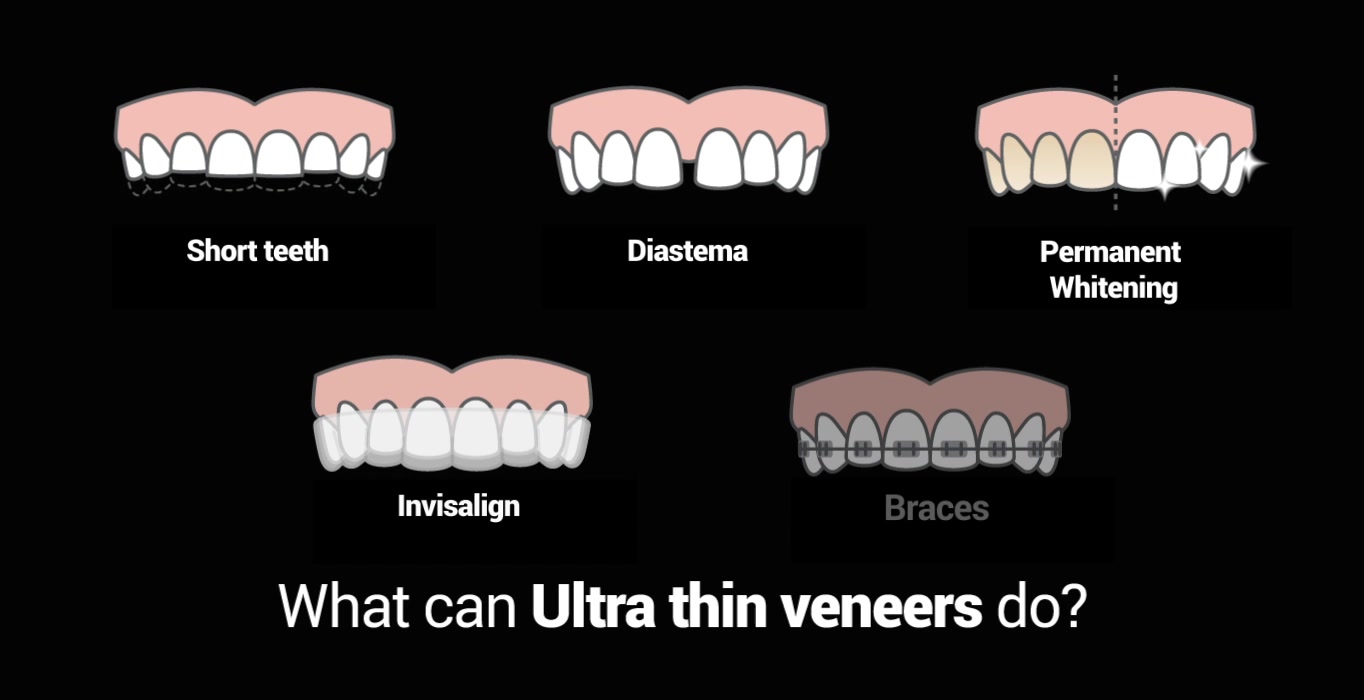 Short teeth
Diastema
Permanent
Whitening
Invisalign
Braces
What can Ultra thin veneers do?